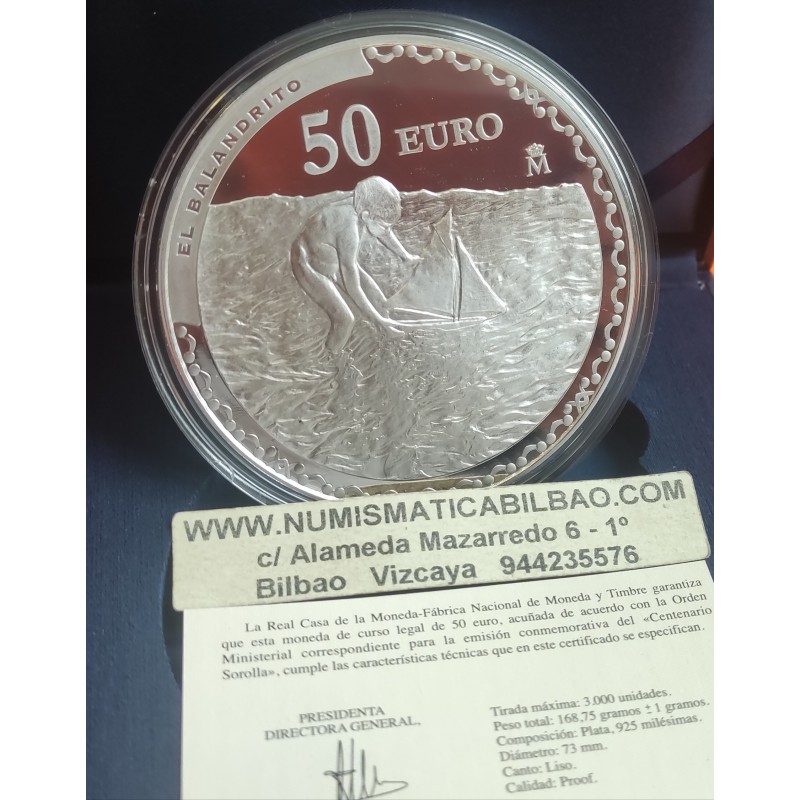 EL BALANDRITO
50 EURO
M
WWW.NUMISMATICABILBAO.COM
c/ Alameda Mazarredo 6 - 1º
Bilbao Vizcaya 944235576
La Real Casa de la Moneda-Fábrica Nacional de Moneda y Timbre garantiza
que esta moneda de curso legal de 50 euro, acuñada de acuerdo con la Orden
Ministerial correspondiente para la emisión conmemorativa del «Centenario
Sorolla», cumple las características técnicas que en este certificado se especifican.
PRESIDENTA
DIRECTORA GENERAL,
Tirada máxima: 3.000 unidades.
Peso total: 168,75 gramos ± 1 gramos.
Composición: Plata, 925 milésimas.
Diámetro: 73 mm.
Canto: Liso.
Calidad: Proof.